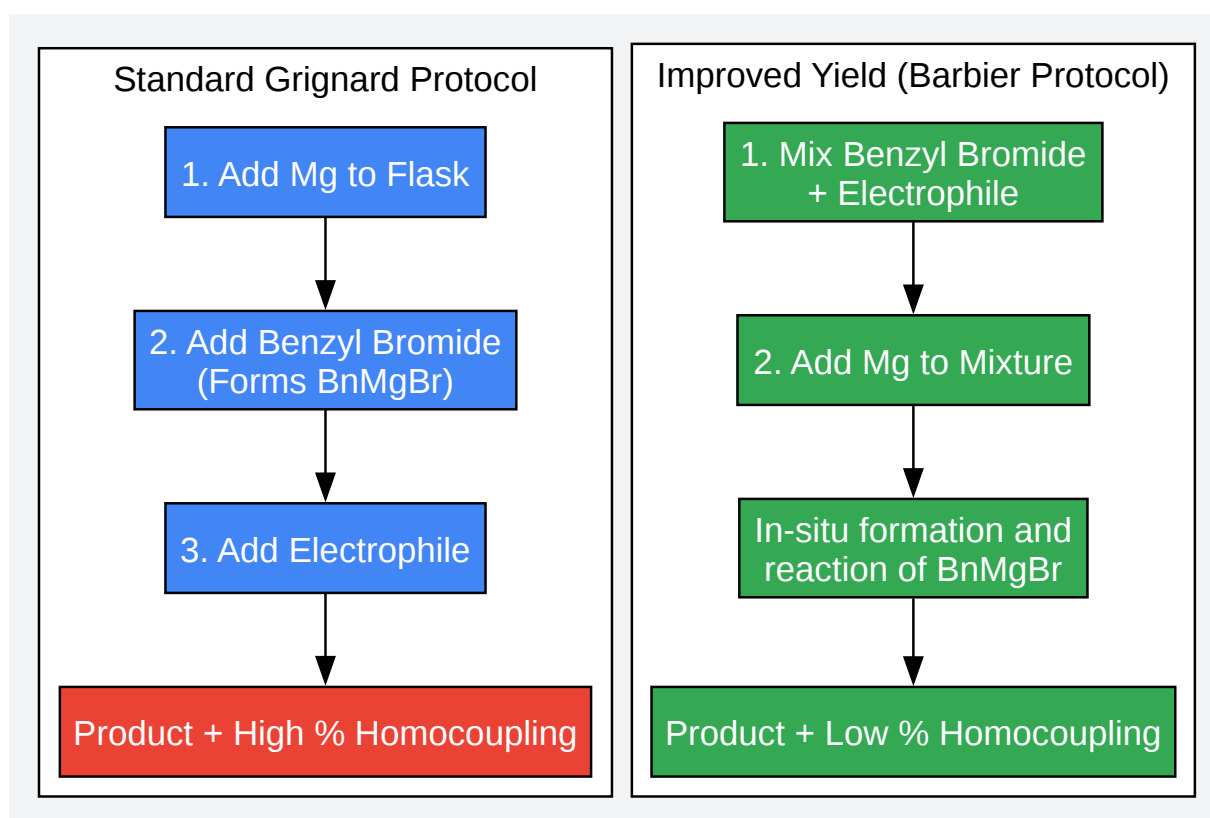 Standard Grignard Protocol
1. Add Mg to Flask
2. Add Benzyl Bromide
(Forms BnMgBr)
3. Add Electrophile
Product + High % Homocoupling
Improved Yield (Barbier Protocol)
1. Mix Benzyl Bromide
+ Electrophile
2. Add Mg to Mixture
In-situ formation and
reaction of BnMgBr
Product + Low % Homocoupling